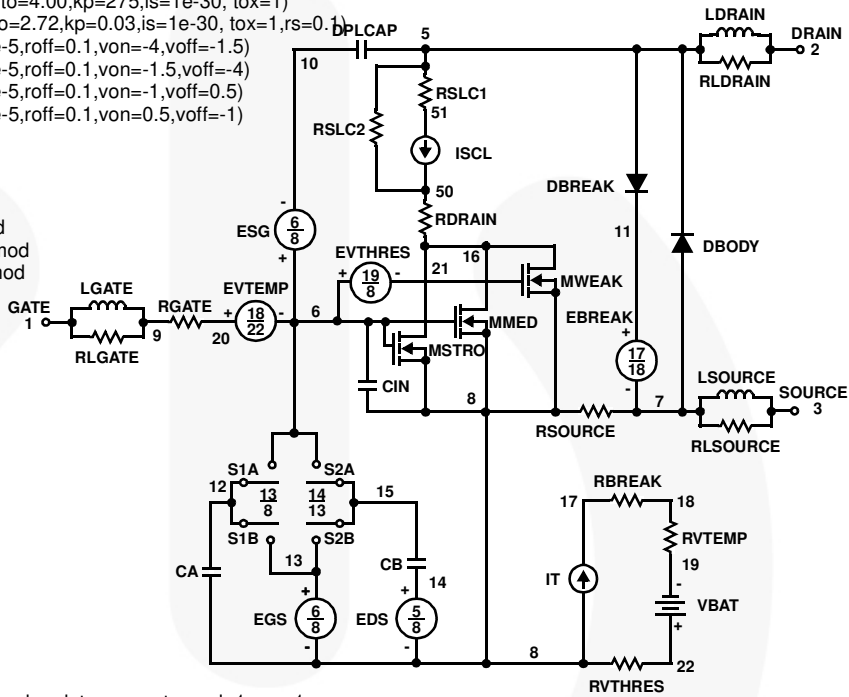 to=4.00,kp=275,is=1e-30, tox=1)
o=2.72,kp=0.03,is=1e-30, tox=1,rs=0.1)
e-5,roff=0.1,von=-4,voff=-1.5)
e-5,roff=0.1,von=-1.5,voff=-4)
e-5,roff=0.1,von=-1,voff=0.5)
e-5,roff=0.1,von=0.5,voff=-1)
d
mod
mod
LDRAIN
DPLCAP 5 DRAIN
10 2
RLDRAIN
RSLC1
51
RSLC2
ISCL
50
DBREAK
RDRAIN
-
ESG 6 8
+
11
DBODY
EVTHRES
16
+ 19 8 - 21
MWEAK
LGATE
EVTEMP
GATE
1
RGATE
+ 18 22 -
6
MMED
EBREAK
+
9
20
MSTRO
17 18
-
RLGATE
CIN
LSOURCE
8
7
SOURCE
3
RSOURCE
RLSOURCE
S1A S2A
12 13 8 14 13 15
S1B S2B
RBREAK
17 18
RVTEMP
13
CA
CB
19
IT
-
14
VBAT
+
+ +
EGS 6 8 EDS 5 8
- -
8
22
RVTHRES